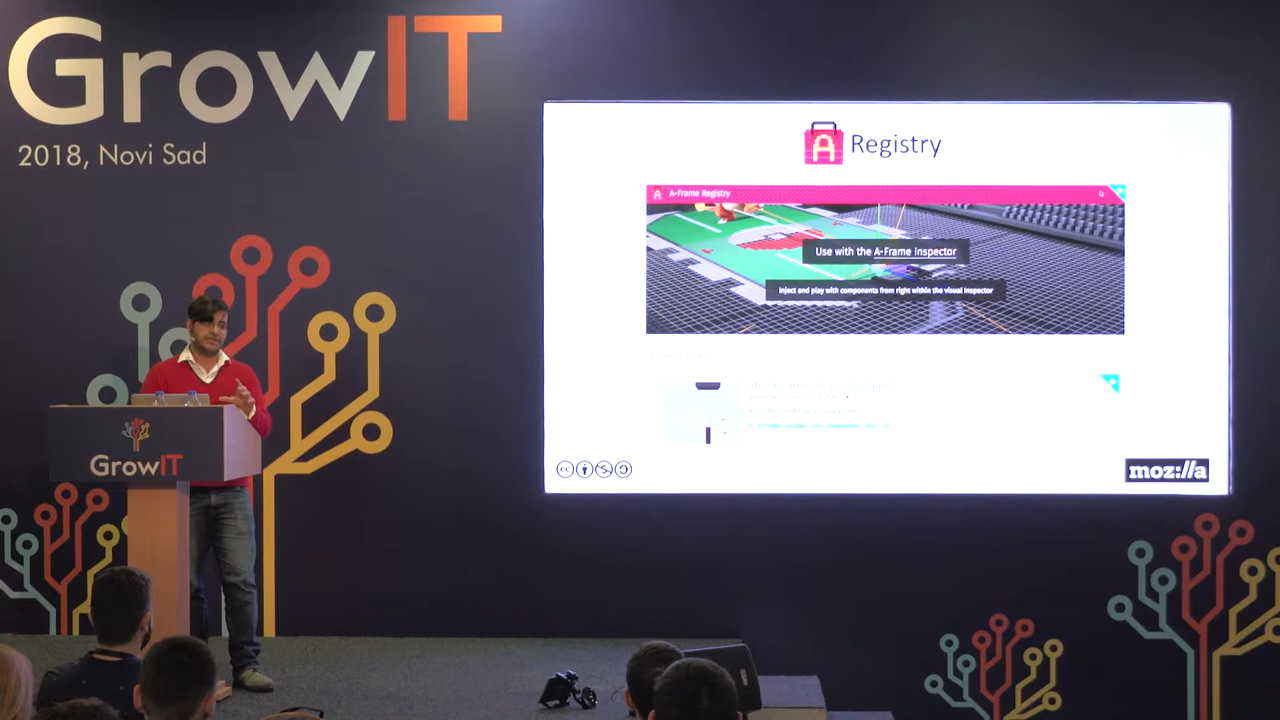 GrowIT
2018, Novi Sad
A Registry
A-Frame Registry
Use with the A-Frame Inspector
Inject and play with components from right within the visual Inspector
GrowIT
cc
moz://a